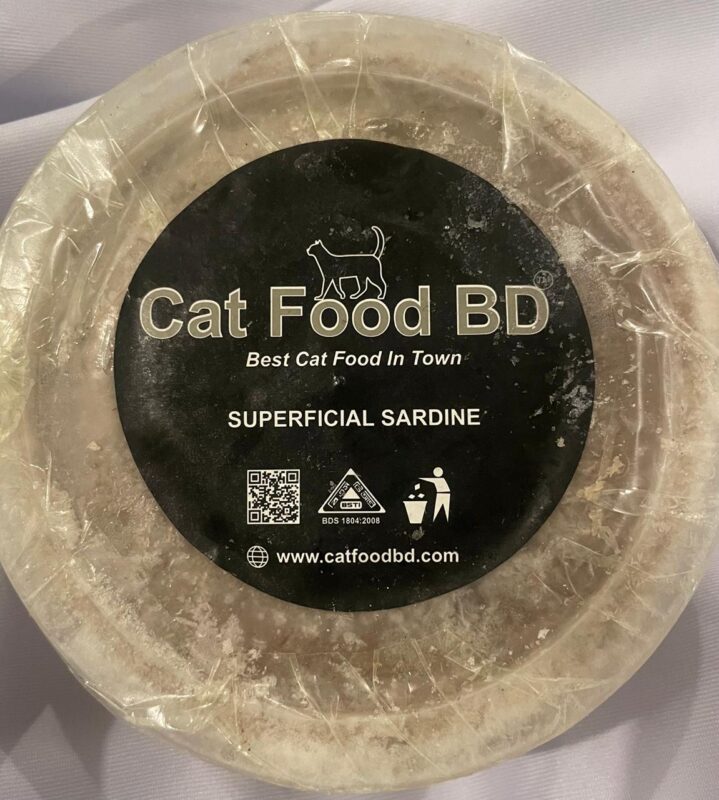 Cat Food BD
Best Cat Food In Town
SUPERFICIAL SARDINE
BSTI
BDS 1804:2008
www.catfoodbd.com